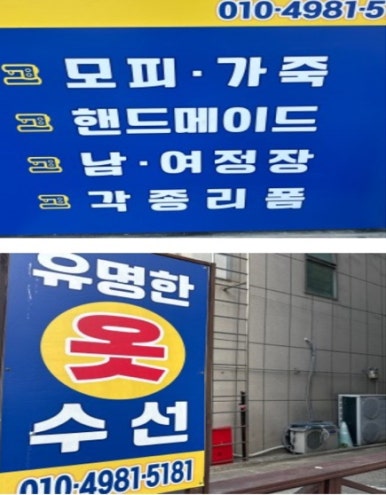 010-4981-5
모피·가죽
핸드메이드
남·여정장
각종리폼
유명한
옷
수선
010-4981-5181